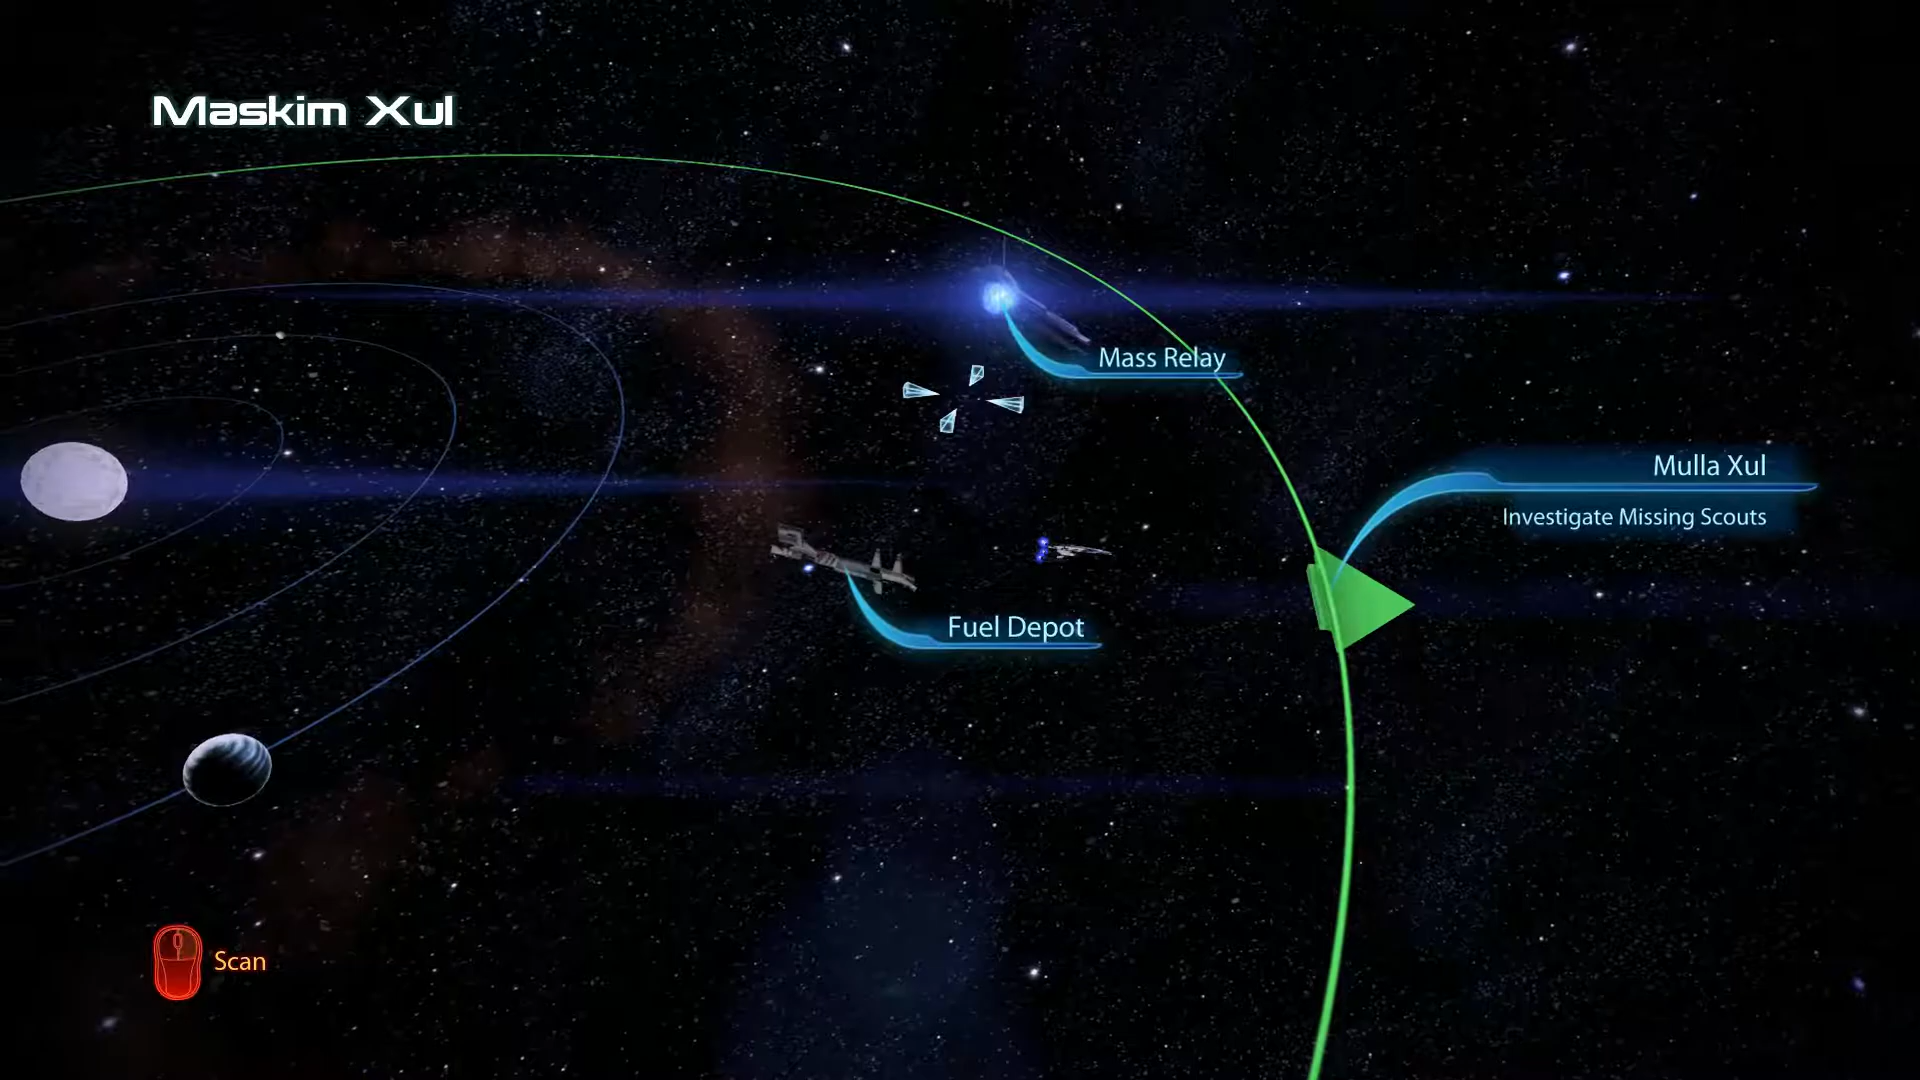 Maskim Xul
Mass Relay
Mulla Xul
Investigate Missing Scouts
Fuel Depot
Scan